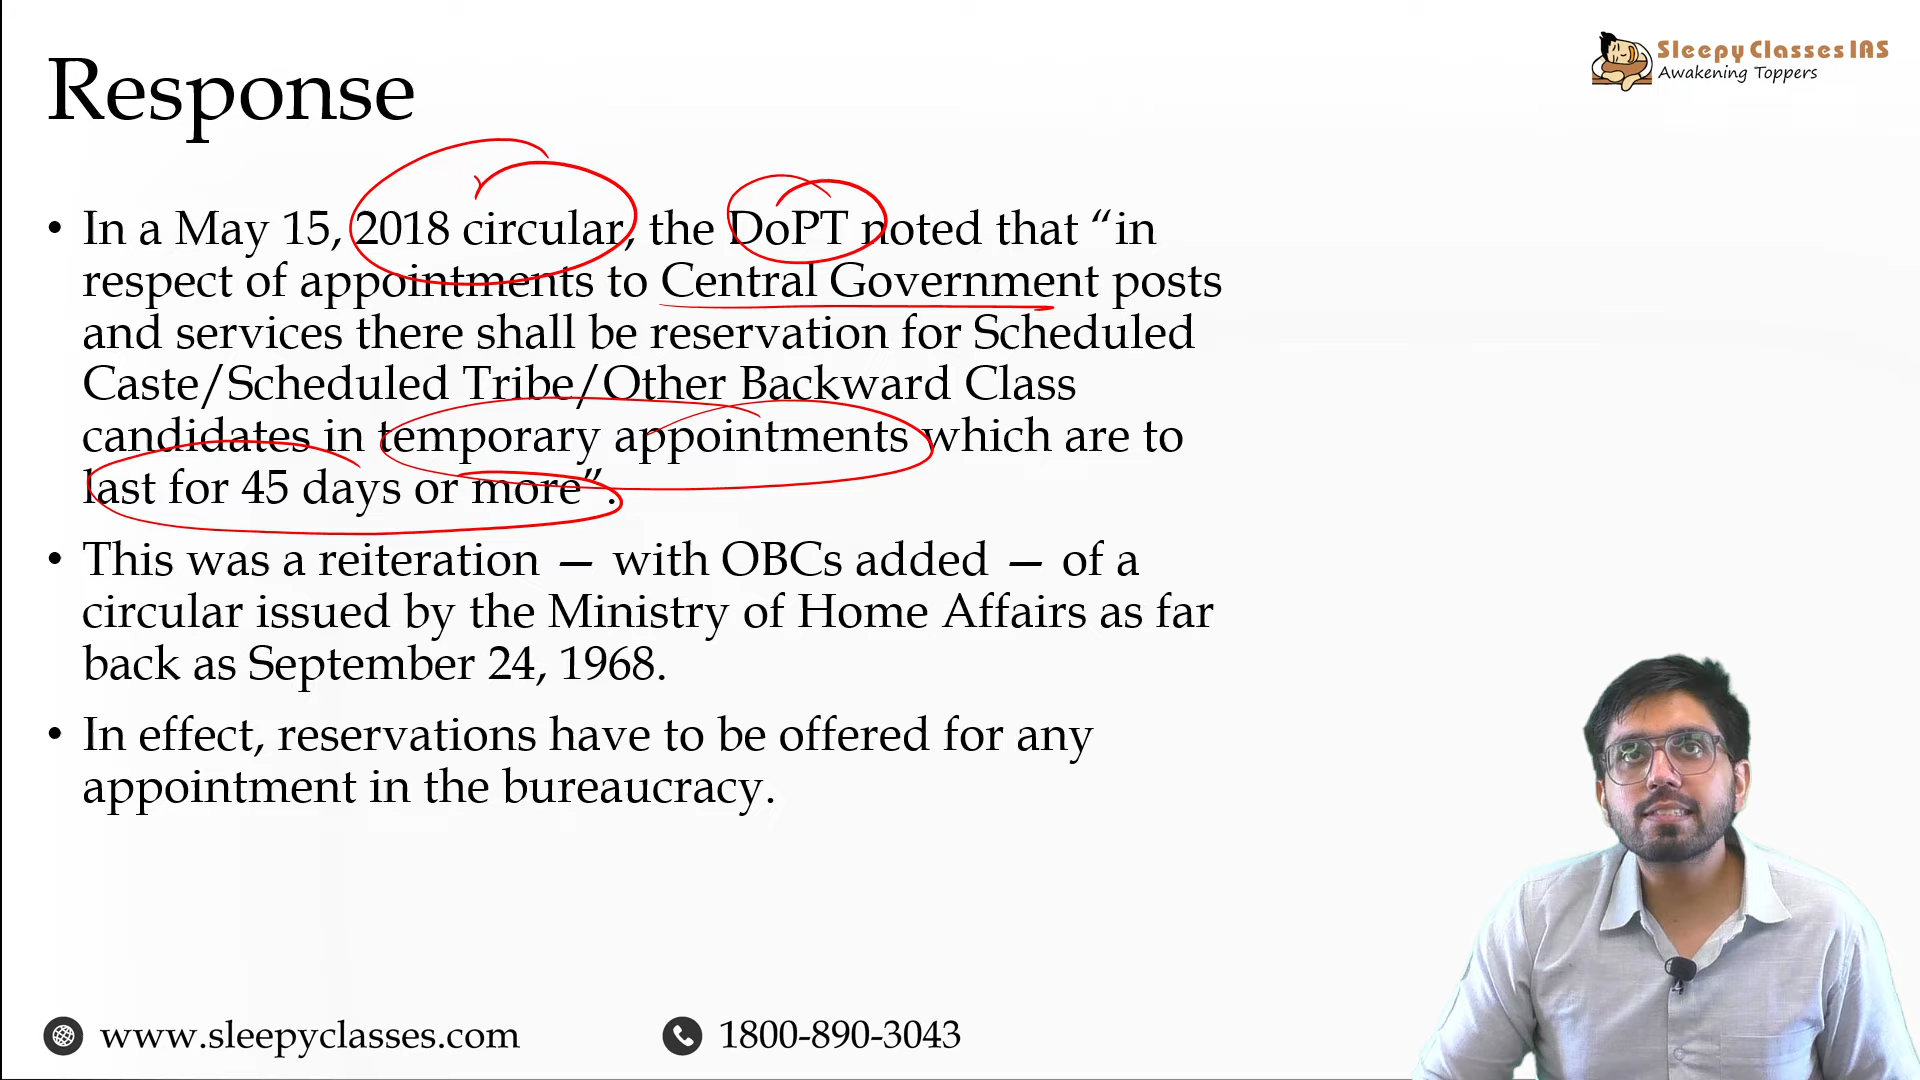 Sleepy Classes IAS
Awakening Toppers
Response
• In a May 15, 2018 circular, the DoPT noted that “in
respect of appointments to Central Government posts
and services there shall be reservation for Scheduled
Caste/Scheduled Tribe/Other Backward Class
candidates in temporary appointments which are to
last for 45 days or more”.
• This was a reiteration — with OBCs added — of a
circular issued by the Ministry of Home Affairs as far
back as September 24, 1968.
• In effect, reservations have to be offered for any
appointment in the bureaucracy.
www.sleepyclasses.com
1800-890-3043